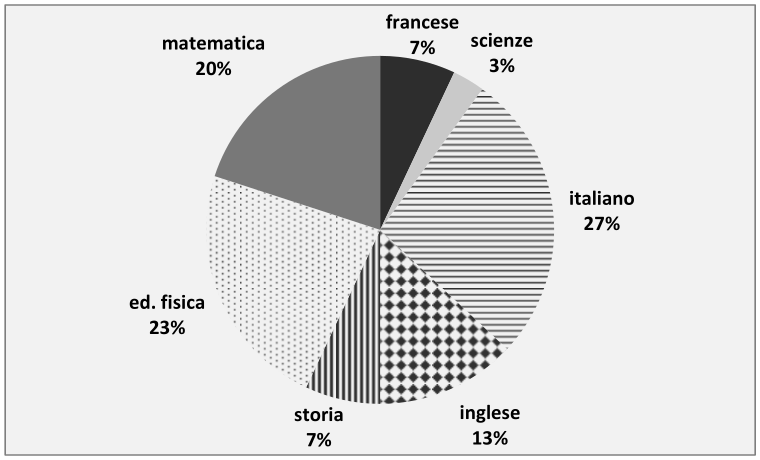 francese
7%
scienze
3%
matematica
20%
italiano
27%
ed. fisica
23%
storia
7%
inglese
13%